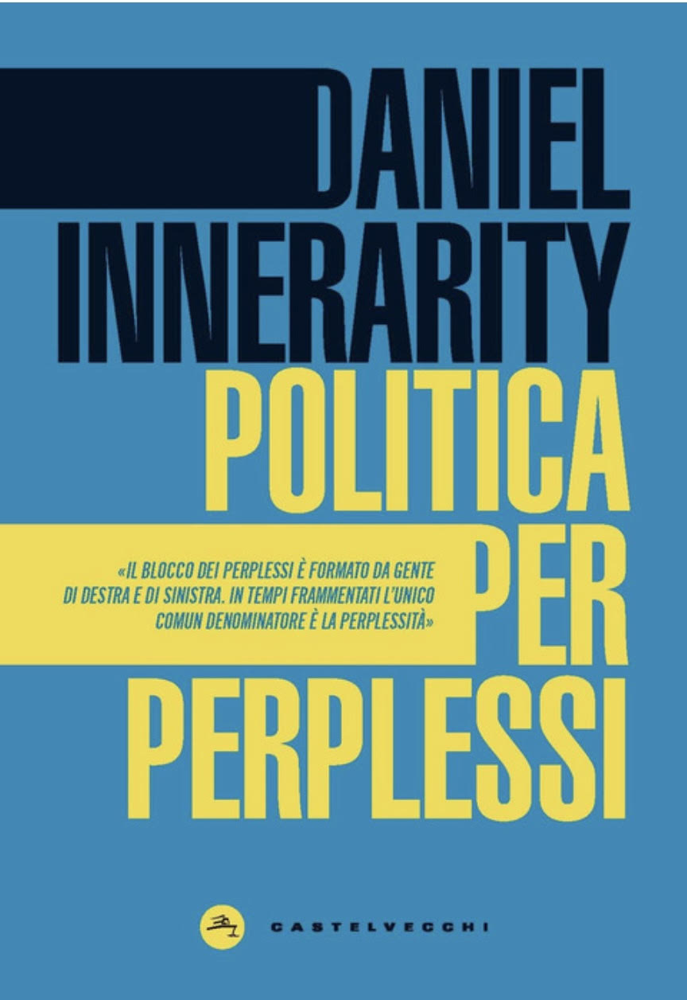 DANIEL
INNERARITY
POLITICA
PER
«IL BLOCCO DEI PERPLESSI È FORMATO DA GENTE
DI DESTRA E DI SINISTRA. IN TEMPI FRAMMENTATI L'UNICO
COMUN DENOMINATORE È LA PERPLESSITÀ»
PERPLESSI
CASTELVECCHI